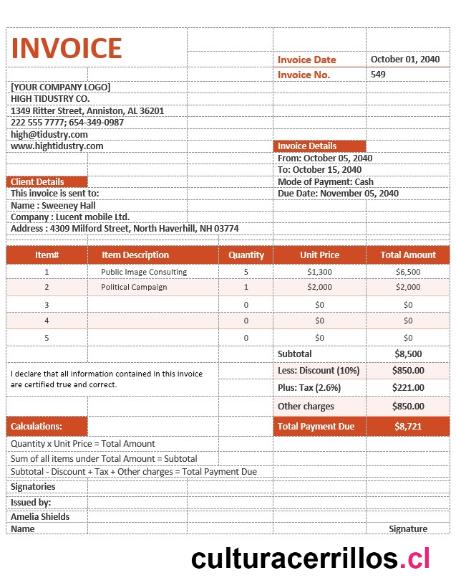 INVOICE
Invoice Date October 01, 2040
Invoice No. 549
[YOUR COMPANY LOGO]
HIGH TIDUSTRY CO.
1349 Ritter Street, Anniston, AL 36201
222 555 7777; 654-349-0987
high@tidustry.com
www.hightidustry.com
Invoice Details
From: October 05, 2040
To: October 15, 2040
Client Details
Mode of Payment: Cash
This invoice is sent to:
Due Date: November 05, 2040
Name : Sweeney Hall
Company : Lucent mobile Ltd.
Address : 4309 Milford Street, North Haverhill, NH 03774
Item# Item Description Quantity Unit Price Total Amount
1 Public Image Consulting 5 $1,300 $6,500
2 Political Campaign 1 $2,000 $2,000
3 0 $0 $0
4 0 $0 $0
5 0 $0 $0
Subtotal $8,500
I declare that all information contained in this invoice
are certified true and correct.
Less: Discount (10%) $850.00
Plus: Tax (2.6%) $221.00
Other charges $850.00
Calculations: Total Payment Due $8,721
Quantity x Unit Price = Total Amount
Sum of all items under Total Amount = Subtotal
Subtotal - Discount + Tax + Other charges = Total Payment Due
Signatories
Issued by:
Amelia Shields
Name Signature
culturacerrillos.cl